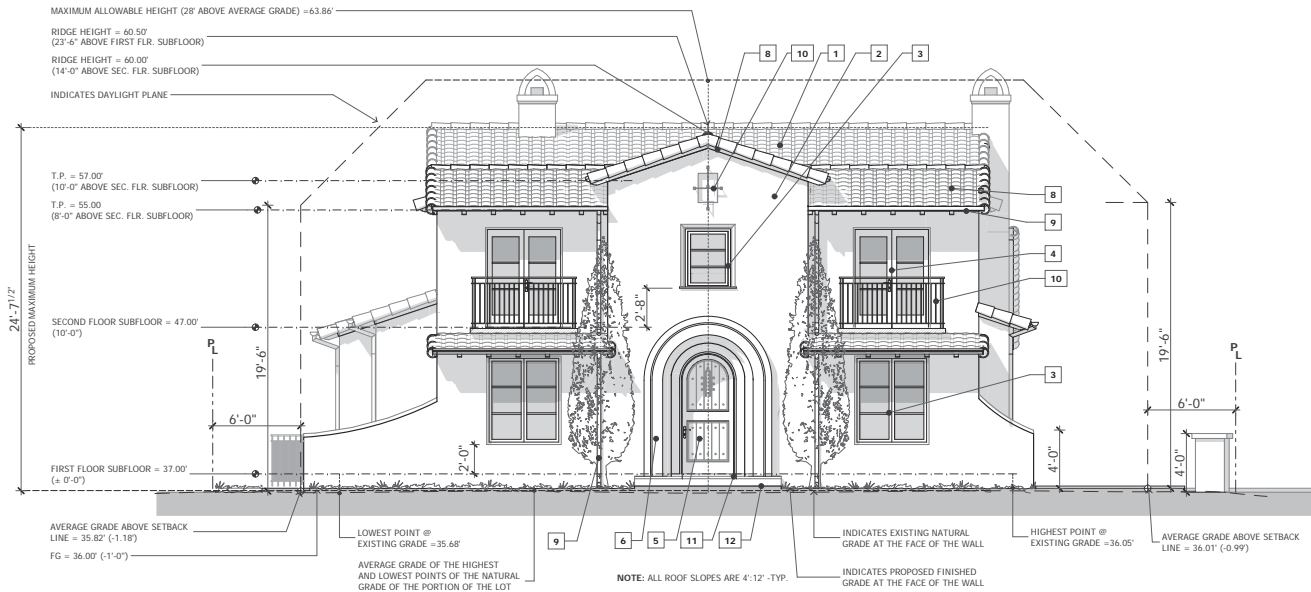 MAXIMUM ALLOWABLE HEIGHT (28' ABOVE AVERAGE GRADE) =63.86'
RIDGE HEIGHT = 60.50'
(23'-6" ABOVE FIRST FLR. SUBFLOOR)
RIDGE HEIGHT = 60.00'
(14'-0" ABOVE SEC. FLR. SUBFLOOR)
INDICATES DAYLIGHT PLANE
8
10
1
2
3
T.P. = 57.00'
(10'-0" ABOVE SEC. FLR. SUBFLOOR)
T.P. = 55.00
(8'-0" ABOVE SEC. FLR. SUBFLOOR)
8
9
4
10
24'-7 1/2"
PROPOSED MAXIMUM HEIGHT
2'-8"
SECOND FLOOR SUBFLOOR = 47.00'
(10'-0")
PL
19'-6"
6'-0"
3
19'-6"
PL
6'-0"
2'-0"
4'-0"
4'-0"
FIRST FLOOR SUBFLOOR = 37.00'
(± 0'-0")
AVERAGE GRADE ABOVE SETBACK
LINE = 35.82' (-1.18')
FG = 36.00' (-1'-0")
LOWEST POINT @
EXISTING GRADE =35.68'
AVERAGE GRADE OF THE HIGHEST
AND LOWEST POINTS OF THE NATURAL
GRADE OF THE PORTION OF THE LOT
9
6
5
11
12
NOTE: ALL ROOF SLOPES ARE 4':12' -TYP.
INDICATES EXISTING NATURAL
GRADE AT THE FACE OF THE WALL
INDICATES PROPOSED FINISHED
GRADE AT THE FACE OF THE WALL
HIGHEST POINT @
EXISTING GRADE =36.05'
AVERAGE GRADE ABOVE SETBACK
LINE = 36.01' (-0.99')